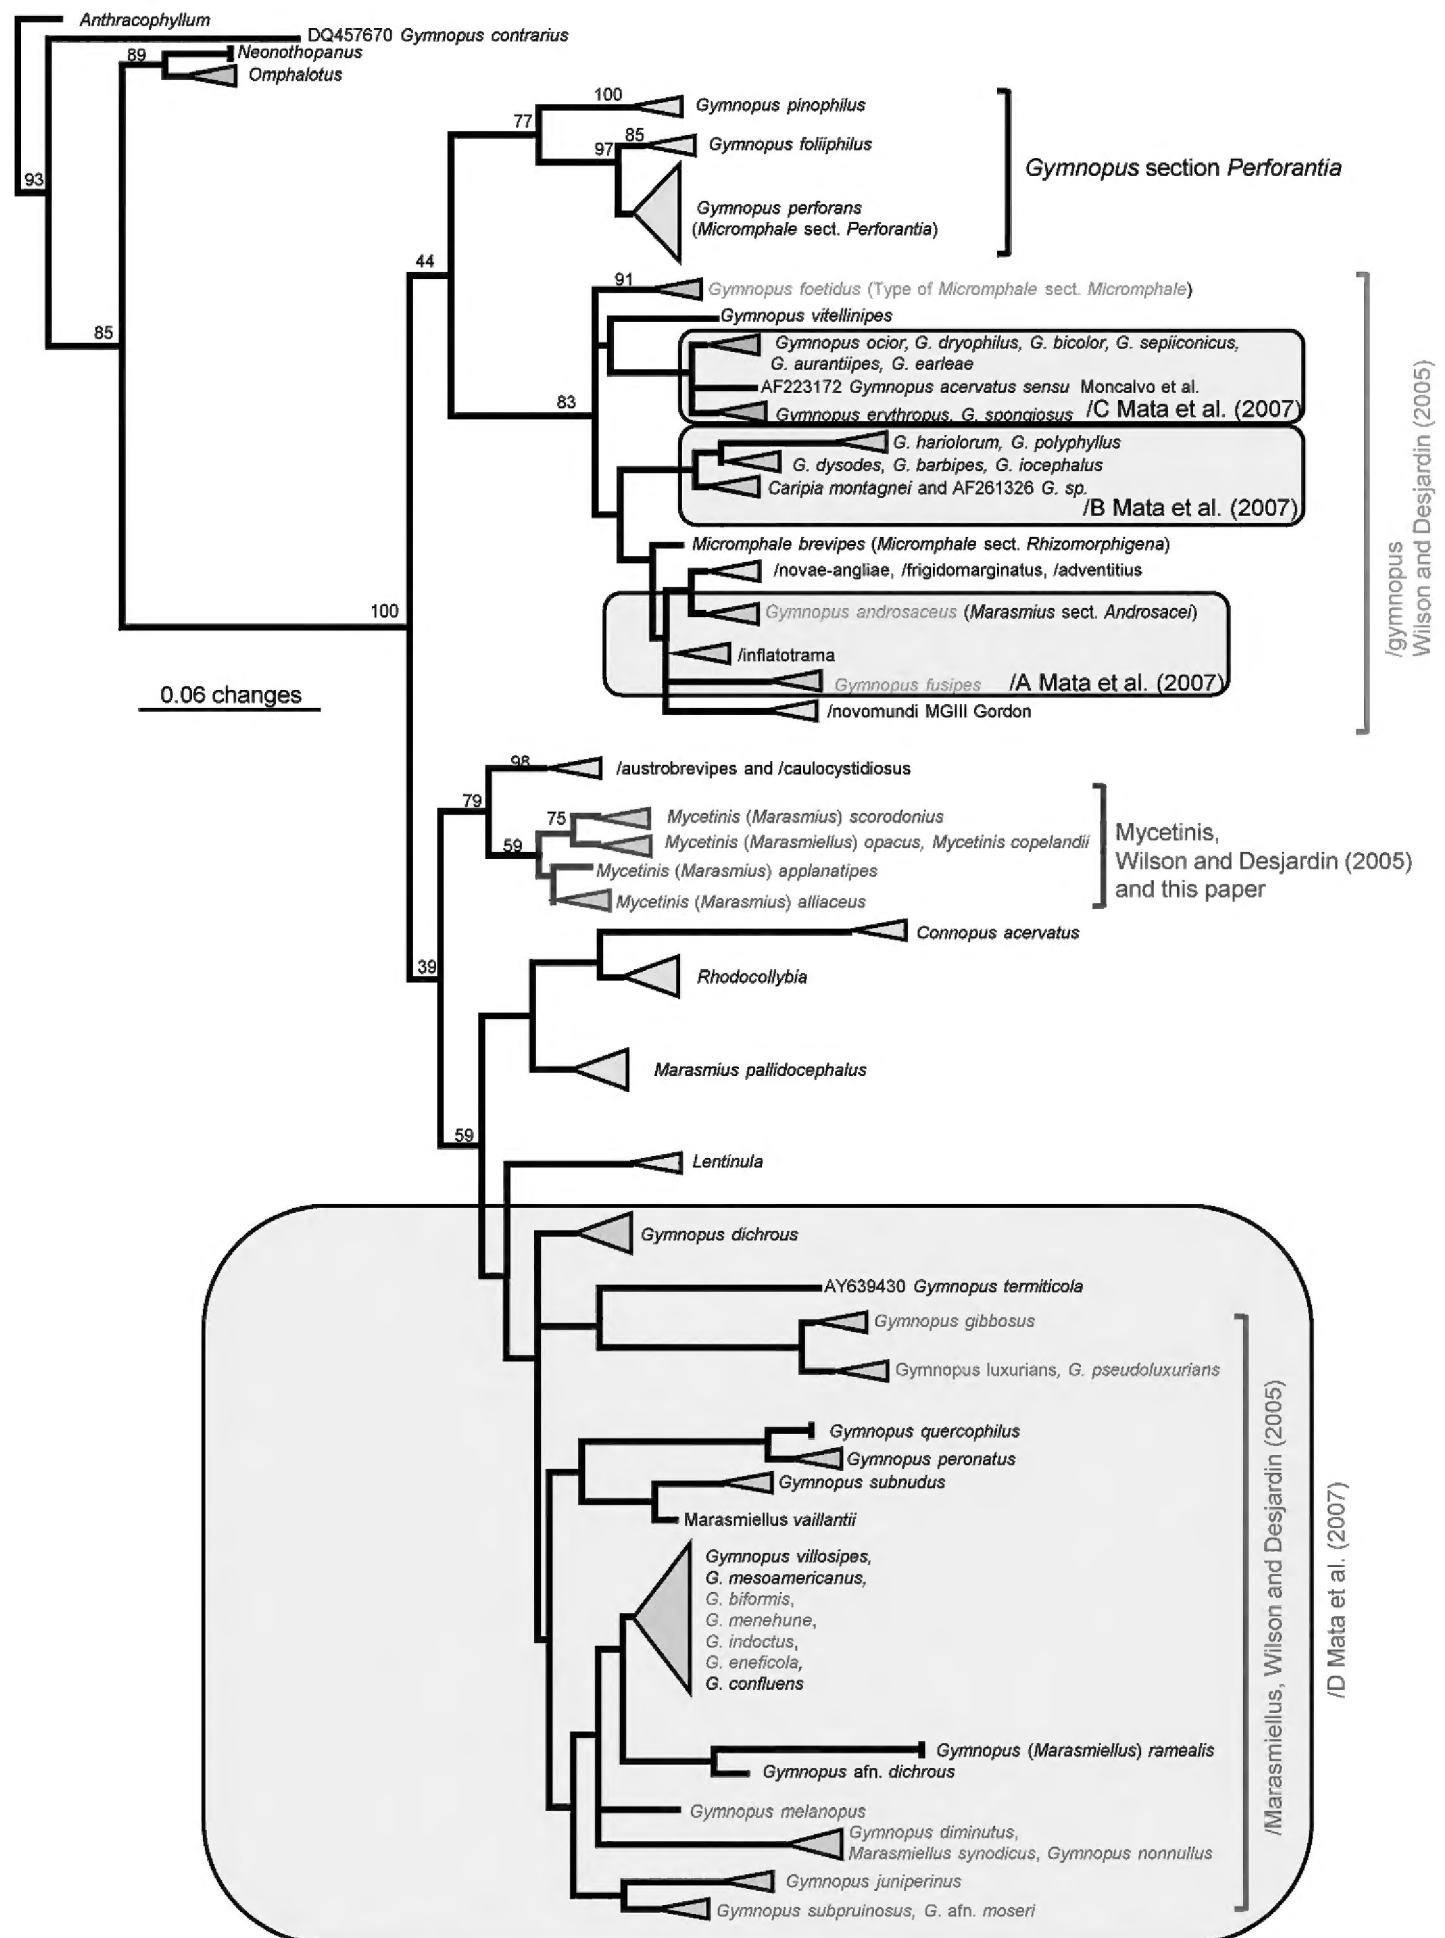 Anthracophyllum
DQ457670 Gymnopus contrarius
89
Neonothopanus
Omphalotus
100
Gymnopus pinophilus
77
85
97
Gymnopus foliiphilus
Gymnopus section Perforantia
93
Gymnopus perforans
(Micromphale sect. Perforantia)
44
91
Gymnopus foetidus (Type of Micromphale sect. Micromphale)
Gymnopus vitellinipes
85
Gymnopus ocior, G. dryophilus, G. bicolor, G. sepiiconicus,
G. aurantiipes, G. earleae
AF223172 Gymnopus acervatus sensu Moncalvo et al.
83
Gymnopus erythropus, G. spongiosus /C Mata et al. (2007)
G. hariolorum, G. polyphyllus
G. dysodes, G. barbipes, G. iocephalus
Caripia montagnei and AF261326 G. sp.
/B Mata et al. (2007)
Micromphale brevipes (Micromphale sect. Rhizomorphigena)
/novae-angliae, /frigidomarginatus, /adventitius
100
Gymnopus androsaceus (Marasmius sect. Androsacei)
/inflatotrama
Gymnopus fusipes /A Mata et al. (2007)
/novomundi MGIII Gordon
/gymnopus
Wilson and Desjardin (2005)
0.06 changes
98
/austrobrevipes and /caulocystidiosus
79
75
Mycetinis (Marasmius) scorodonius
59
Mycetinis (Marasmiellus) opacus, Mycetinis copelandii
Mycetinis (Marasmius) applanatipes
Mycetinis (Marasmius) alliaceus
Mycetinis,
Wilson and Desjardin (2005)
and this paper
Connopus acervatus
39
Rhodocollybia
Marasmius pallidocephalus
59
Lentinula
Gymnopus dichrous
AY639430 Gymnopus termiticola
Gymnopus gibbosus
Gymnopus luxurians, G. pseudoluxurians
Gymnopus quercophilus
Gymnopus peronatus
Gymnopus subnudus
Marasmiellus vaillantii
Gymnopus villosipes,
G. mesoamericanus,
G. biformis,
G. menehune,
G. indoctus,
G. eneficola,
G. confluens
Gymnopus (Marasmiellus) ramealis
Gymnopus afn. dichrous
Gymnopus melanopus
Gymnopus diminutus,
Marasmiellus synodicus, Gymnopus nonnullus
Gymnopus juniperinus
Gymnopus subpruinosus, G. afn. moseri
/Marasmiellus, Wilson and Desjardin (2005)
/D Mata et al. (2007)